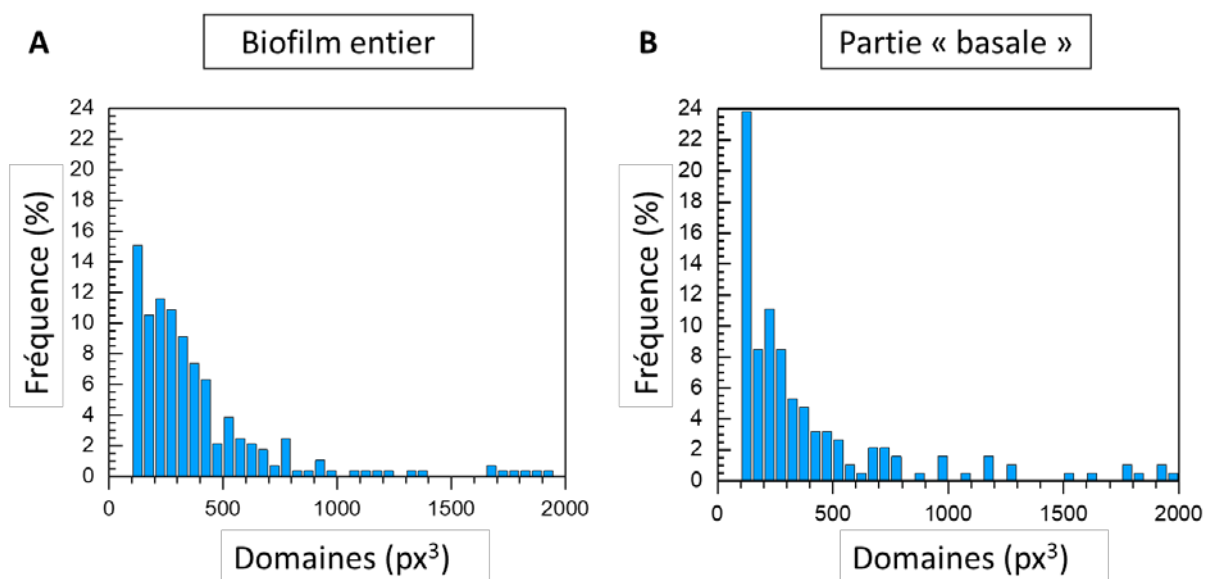 A
Biofilm entier
24
22
20
18
16
14
12
10
8
6
4
2
0
Fréquence (%)
0 500 1000 1500 2000
Domaines (px³)
B
Partie « basale »
24
22
20
18
16
14
12
10
8
6
4
2
0
Fréquence (%)
0 500 1000 1500 2000
Domaines (px³)